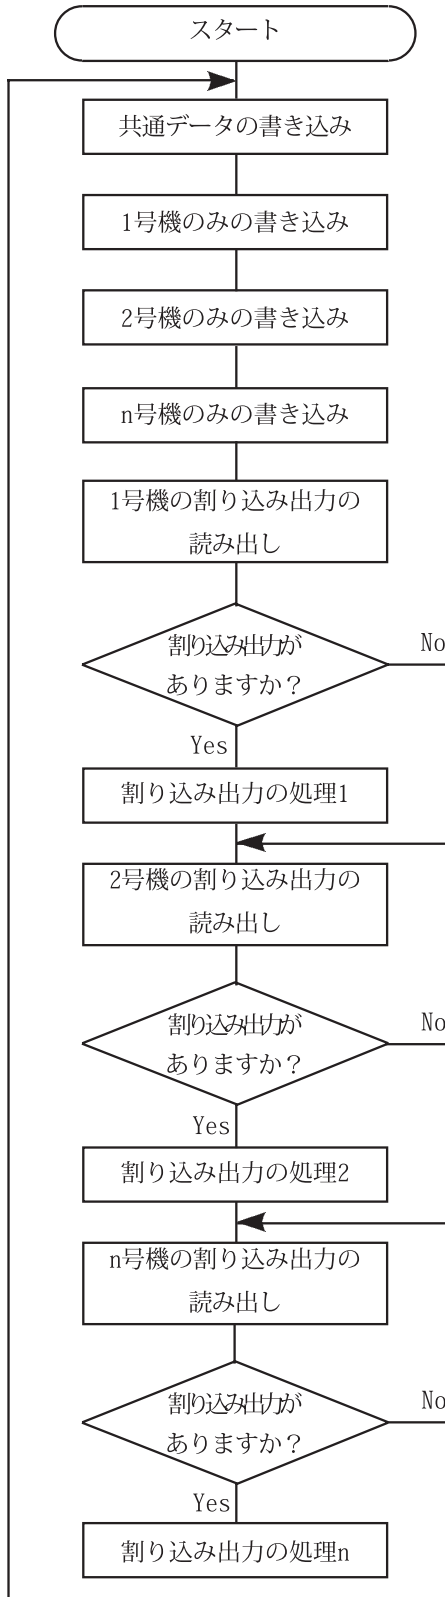 スタート
共通データの書き込み
1号機のみの書き込み
2号機のみの書き込み
n号機のみの書き込み
1号機の割り込み出力の
読み出し
割り込み出力が
ありますか？
No
Yes
割り込み出力の処理1
2号機の割り込み出力の
読み出し
割り込み出力が
ありますか？
No
Yes
割り込み出力の処理2
n号機の割り込み出力の
読み出し
割り込み出力が
ありますか？
No
Yes
割り込み出力の処理n